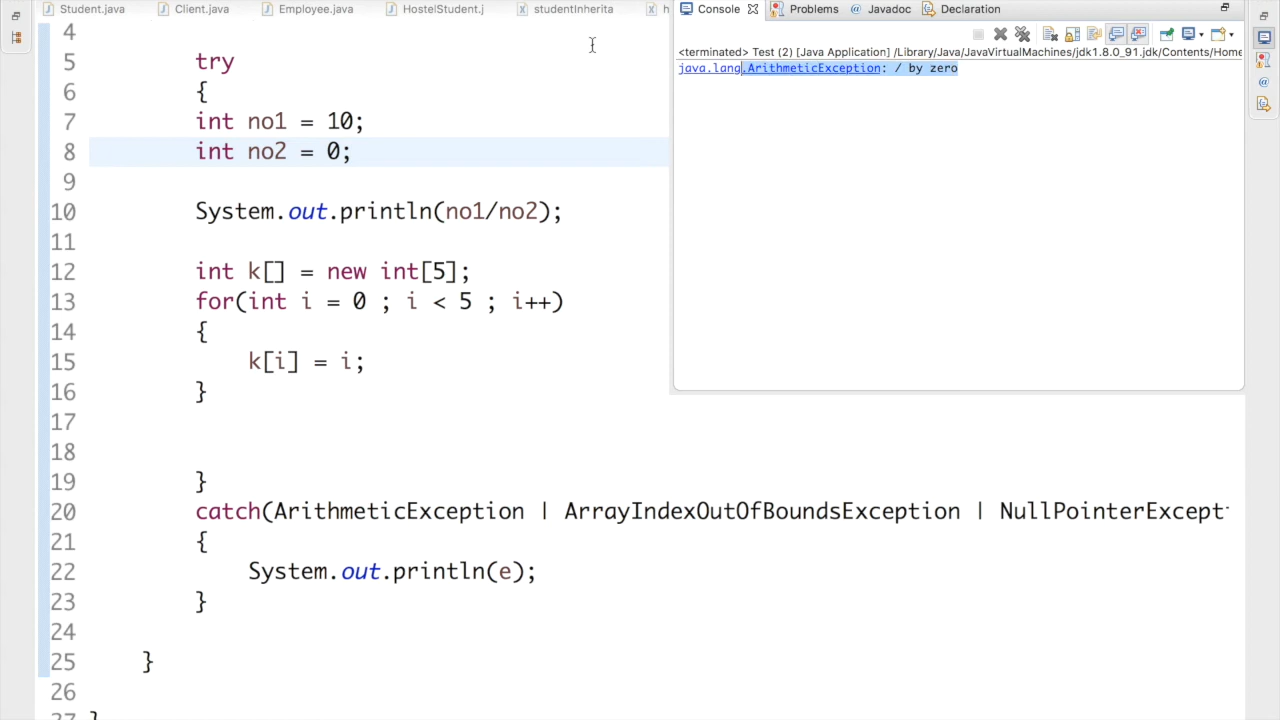 Student.java Client.java Employee.java HostelStudent.j studentInherita h
Console Problems @ Javadoc Declaration
<terminated> Test (2) [Java Application] /Library/Java/JavaVirtualMachines/jdk1.8.0_91.jdk/Contents/Home
java.lang.ArithmeticException: / by zero
4
5 try
6 {
7 int no1 = 10;
8 int no2 = 0;
9
10 System.out.println(no1/no2);
11
12 int k[] = new int[5];
13 for(int i = 0 ; i < 5 ; i++)
14 {
15 k[i] = i;
16 }
17
18
19 }
20 catch(ArithmeticException | ArrayIndexOutOfBoundsException | NullPointerExcept
21 {
22 System.out.println(e);
23 }
24
25 }
26
27 }